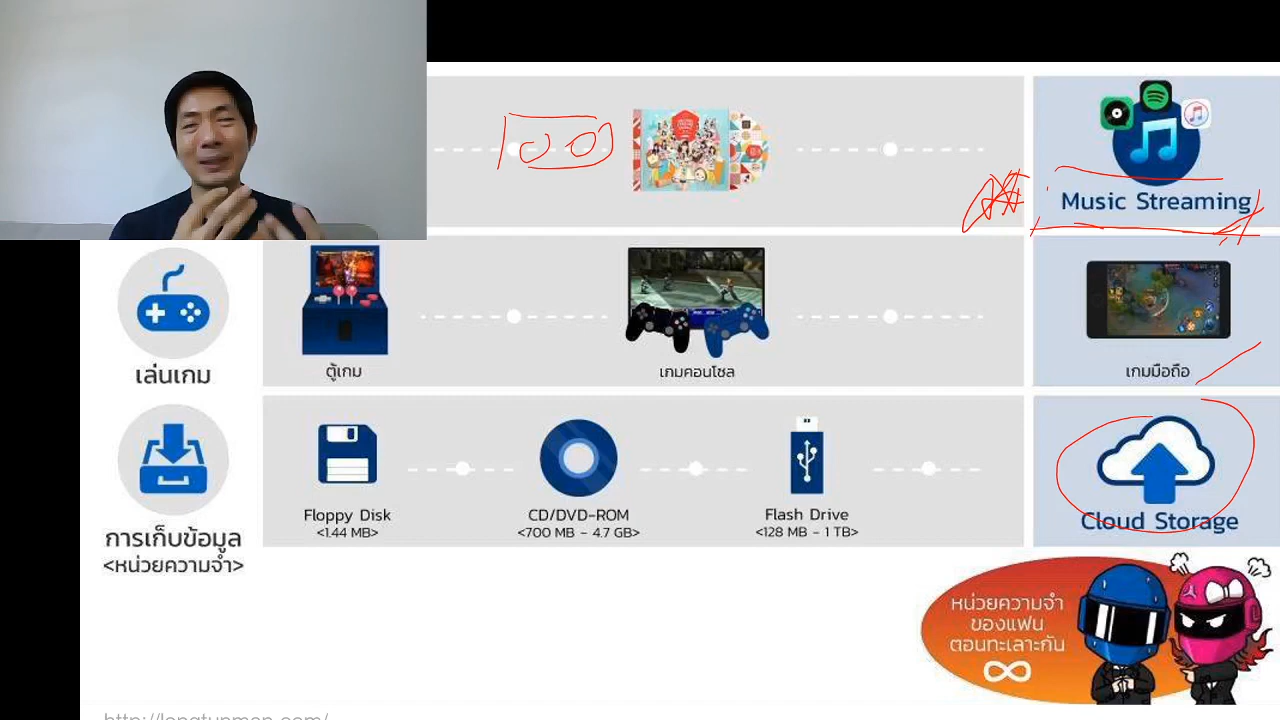 100
Music Streaming
เล่นเกม
ตู้เกม
เกมคอนโซล
เกมมือถือ
การเก็บข้อมูล
<หน่วยความจำ>
Floppy Disk
<1.44 MB>
CD/DVD-ROM
<700 MB - 4.7 GB>
Flash Drive
<128 MB - 1 TB>
Cloud Storage
หน่วยความจำ
ของแฟน
ตอนทะเลาะกัน
∞
http://longtunman.com/